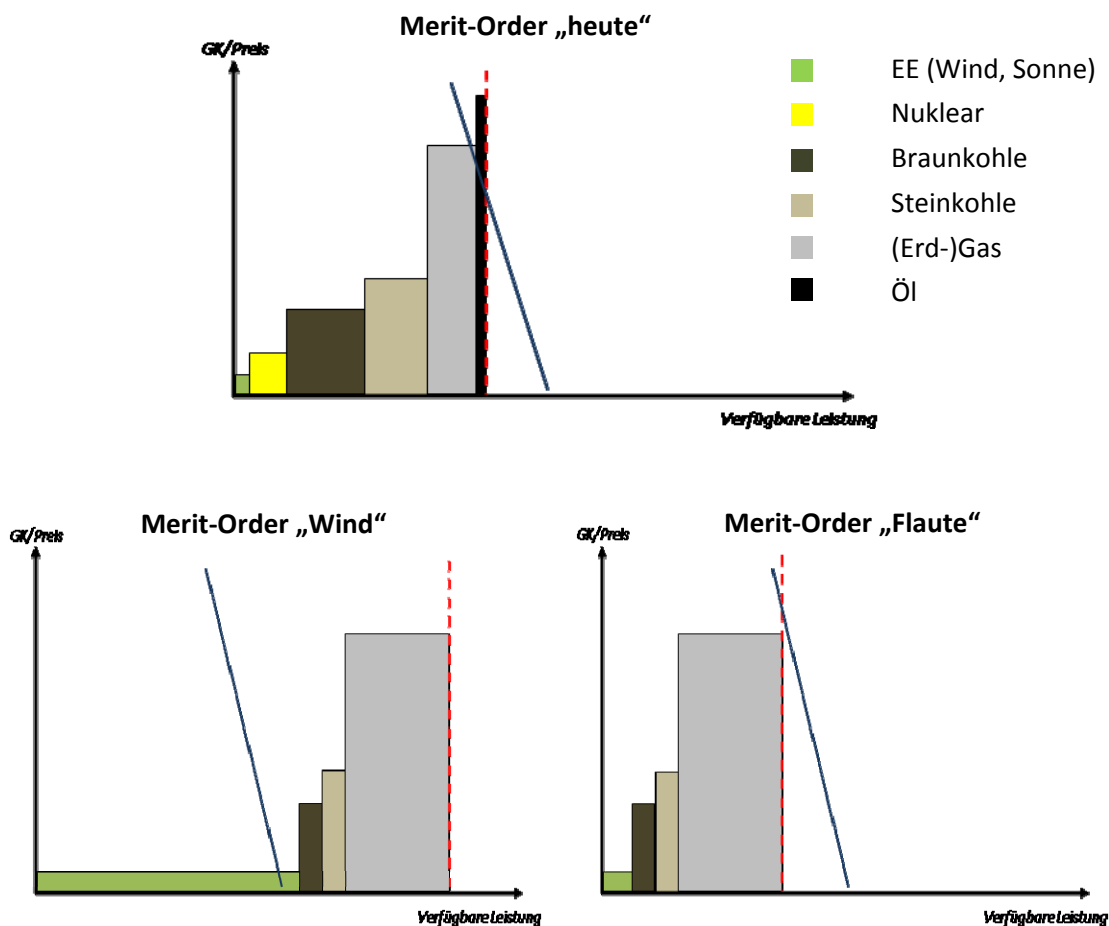 Merit-Order „heute“
GK/Preis
EE (Wind, Sonne)
Nuklear
Braunkohle
Steinkohle
(Erd-)Gas
Öl
Verfügbare Leistung
Merit-Order „Wind“
GK/Preis
Verfügbare Leistung
Merit-Order „Flaute“
GK/Preis
Verfügbare Leistung